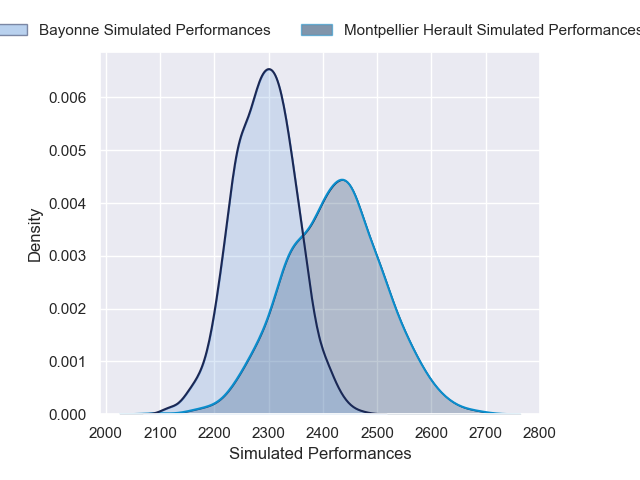 Bayonne Simulated Performances
Montpellier Herault Simulated Performances
0.006
0.005
0.004
0.003
0.002
0.001
0.000
Density
2000 2100 2200 2300 2400 2500 2600 2700 2800
Simulated Performances